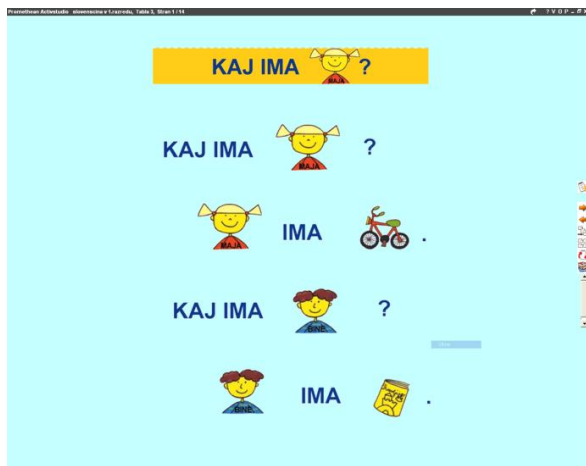 Promethean Activstudio slovenscina v 1.razredu, Tabla 3, Stran 1 / 14
KAJ IMA MAJA ?
KAJ IMA MAJA ?
MAJA IMA .
KAJ IMA BINE ?
BINE IMA .